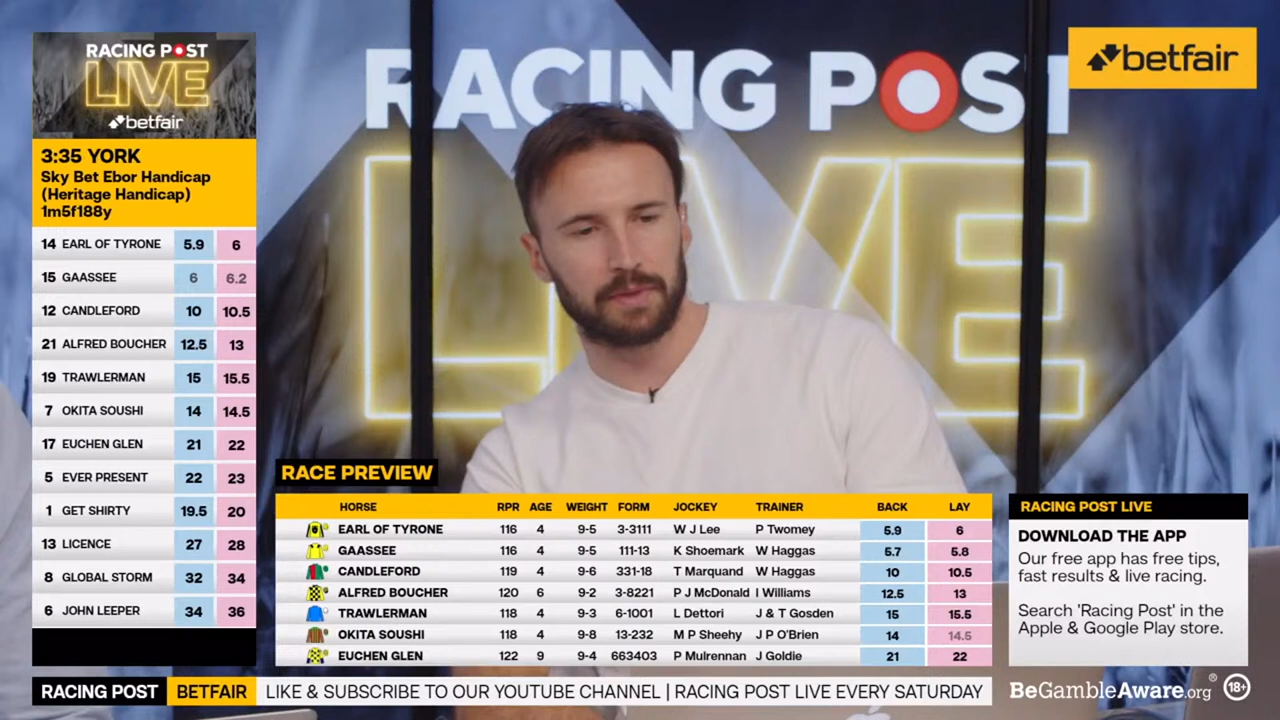 RACING POST
LIVE
betfair
3:35 YORK
Sky Bet Ebor Handicap
(Heritage Handicap)
1m5f188y
14 EARL OF TYRONE 5.9 6
15 GAASSEE 6 6.2
12 CANDLEFORD 10 10.5
21 ALFRED BOUCHER 12.5 13
19 TRAWLERMAN 15 15.5
7 OKITA SOUSHI 14 14.5
17 EUCHEN GLEN 21 22
5 EVER PRESENT 22 23
1 GET SHIRTY 19.5 20
13 LICENCE 27 28
8 GLOBAL STORM 32 34
6 JOHN LEEPER 34 36
RACING POST
LIVE
betfair
RACE PREVIEW
HORSE RPR AGE WEIGHT FORM JOCKEY TRAINER BACK LAY
EARL OF TYRONE 116 4 9-5 3-3111 W J Lee P Twomey 5.9 6
GAASSEE 116 4 9-5 111-13 K Shoemark W Haggas 5.7 5.8
CANDLEFORD 119 4 9-6 331-18 T Marquand W Haggas 10 10.5
ALFRED BOUCHER 120 6 9-2 3-8221 P J McDonald I Williams 12.5 13
TRAWLERMAN 118 4 9-3 6-1001 L Dettori J & T Gosden 15 15.5
OKITA SOUSHI 118 4 9-8 13-232 M P Sheehy J P O'Brien 14 14.5
EUCHEN GLEN 122 9 9-4 663403 P Mulrennan J Goldie 21 22
RACING POST LIVE
DOWNLOAD THE APP
Our free app has free tips,
fast results & live racing.
Search 'Racing Post' in the
Apple & Google Play store.
RACING POST BETFAIR LIKE & SUBSCRIBE TO OUR YOUTUBE CHANNEL | RACING POST LIVE EVERY SATURDAY
BeGambleAware.org® 18+